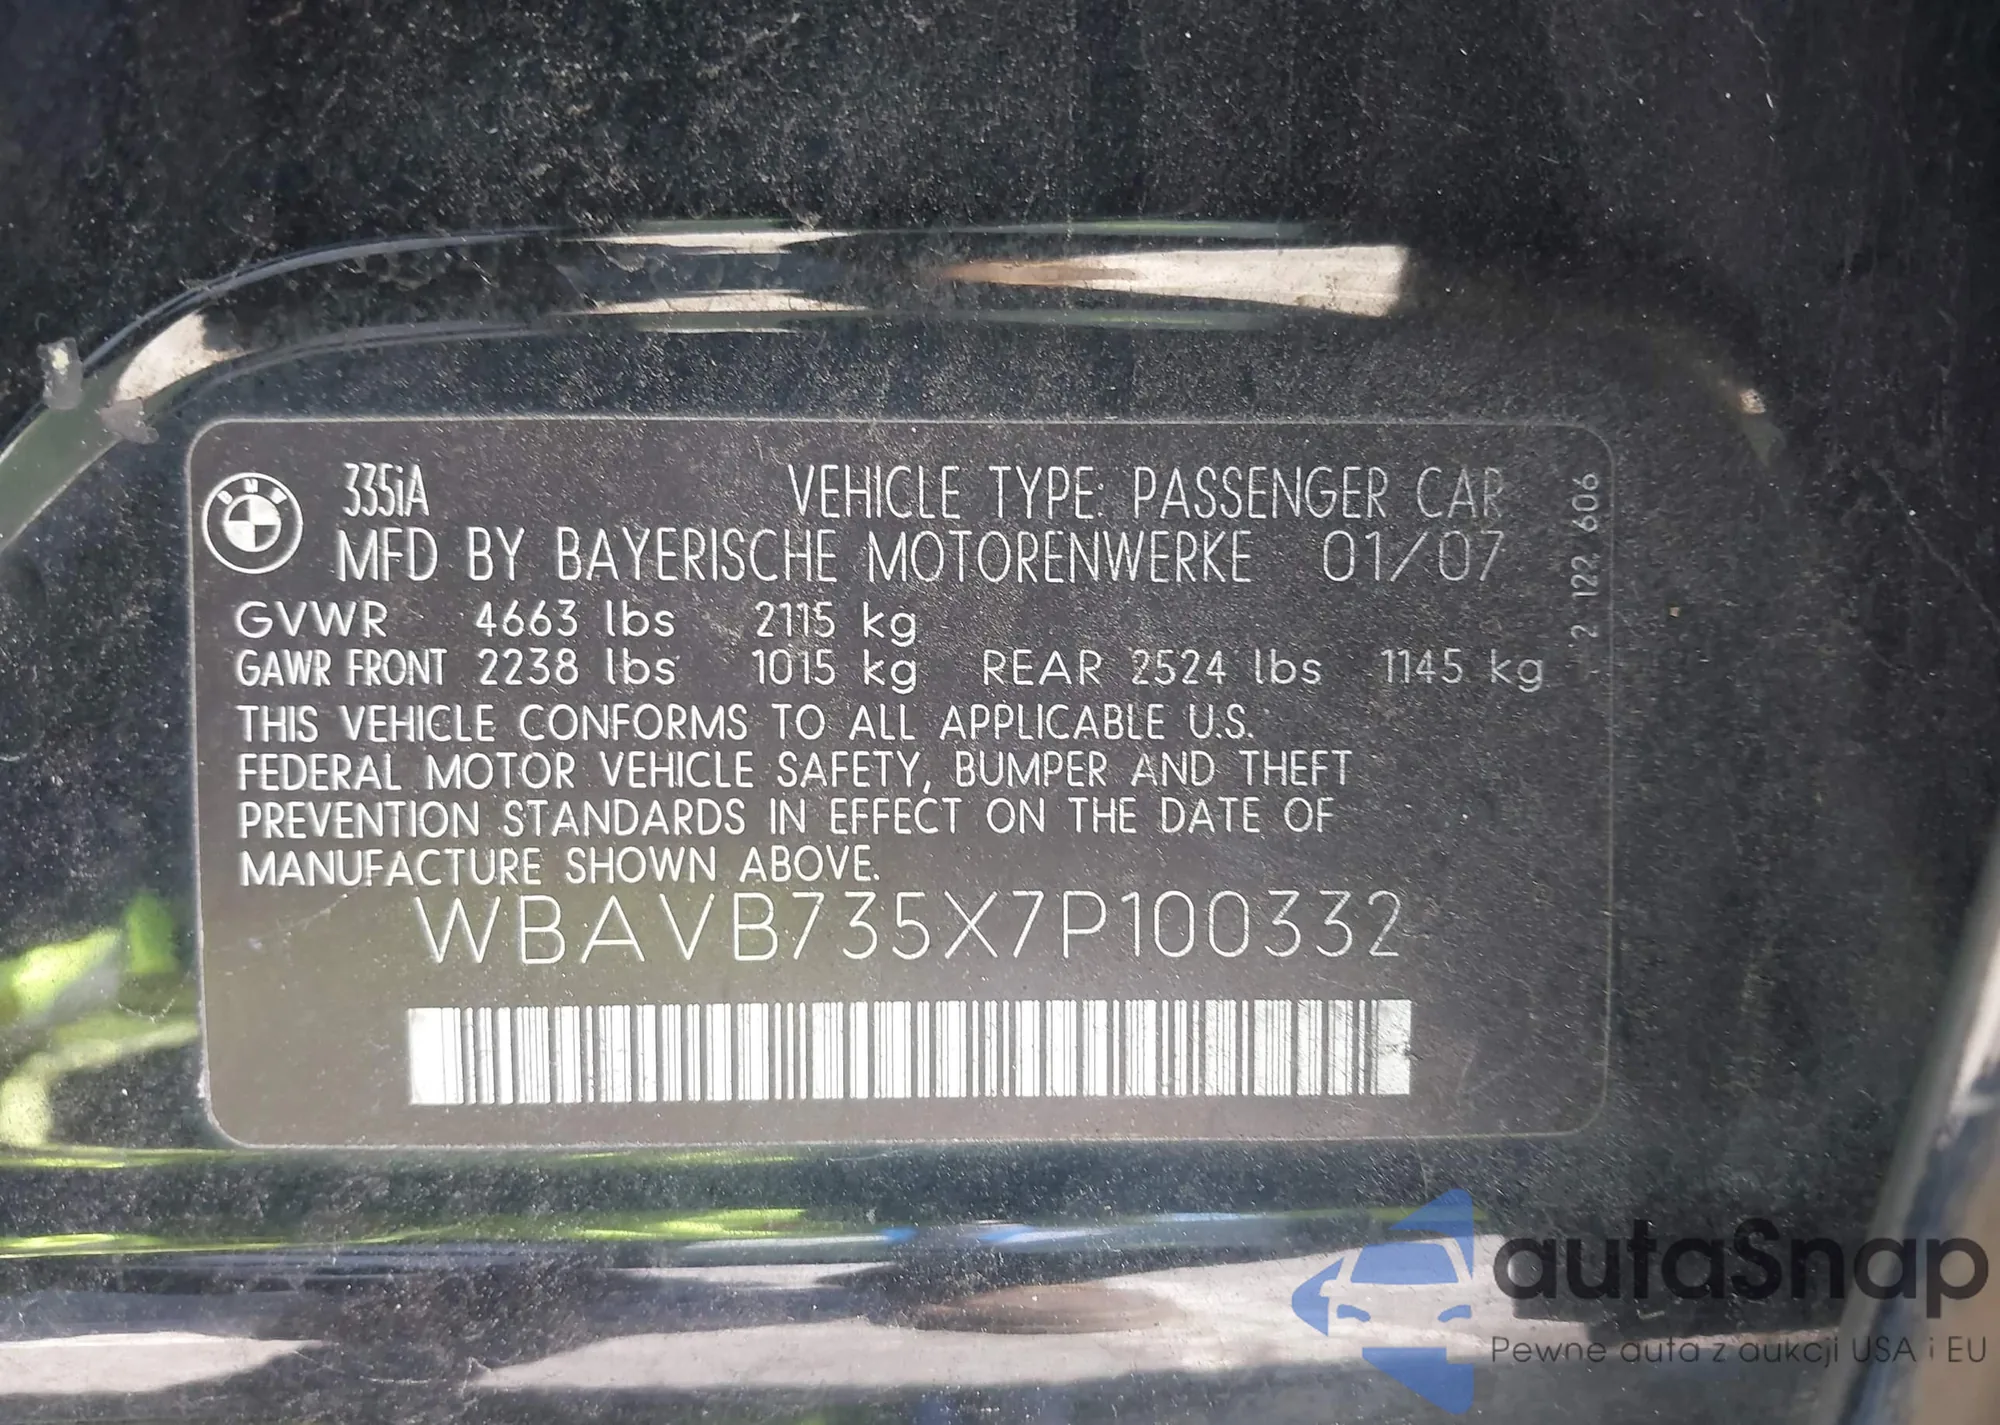 BMW
335iA VEHICLE TYPE: PASSENGER CAR
MFD BY BAYERISCHE MOTORENWERKE 01/07
GVWR 4663 lbs 2115 kg
GAWR FRONT 2238 lbs 1015 kg REAR 2524 lbs 1145 kg
THIS VEHICLE CONFORMS TO ALL APPLICABLE U.S.
FEDERAL MOTOR VEHICLE SAFETY, BUMPER AND THEFT
PREVENTION STANDARDS IN EFFECT ON THE DATE OF
MANUFACTURE SHOWN ABOVE.
WBAVB735X7P100332
2 122 606
autaSnap
Pewne auta z aukcji USA i EU